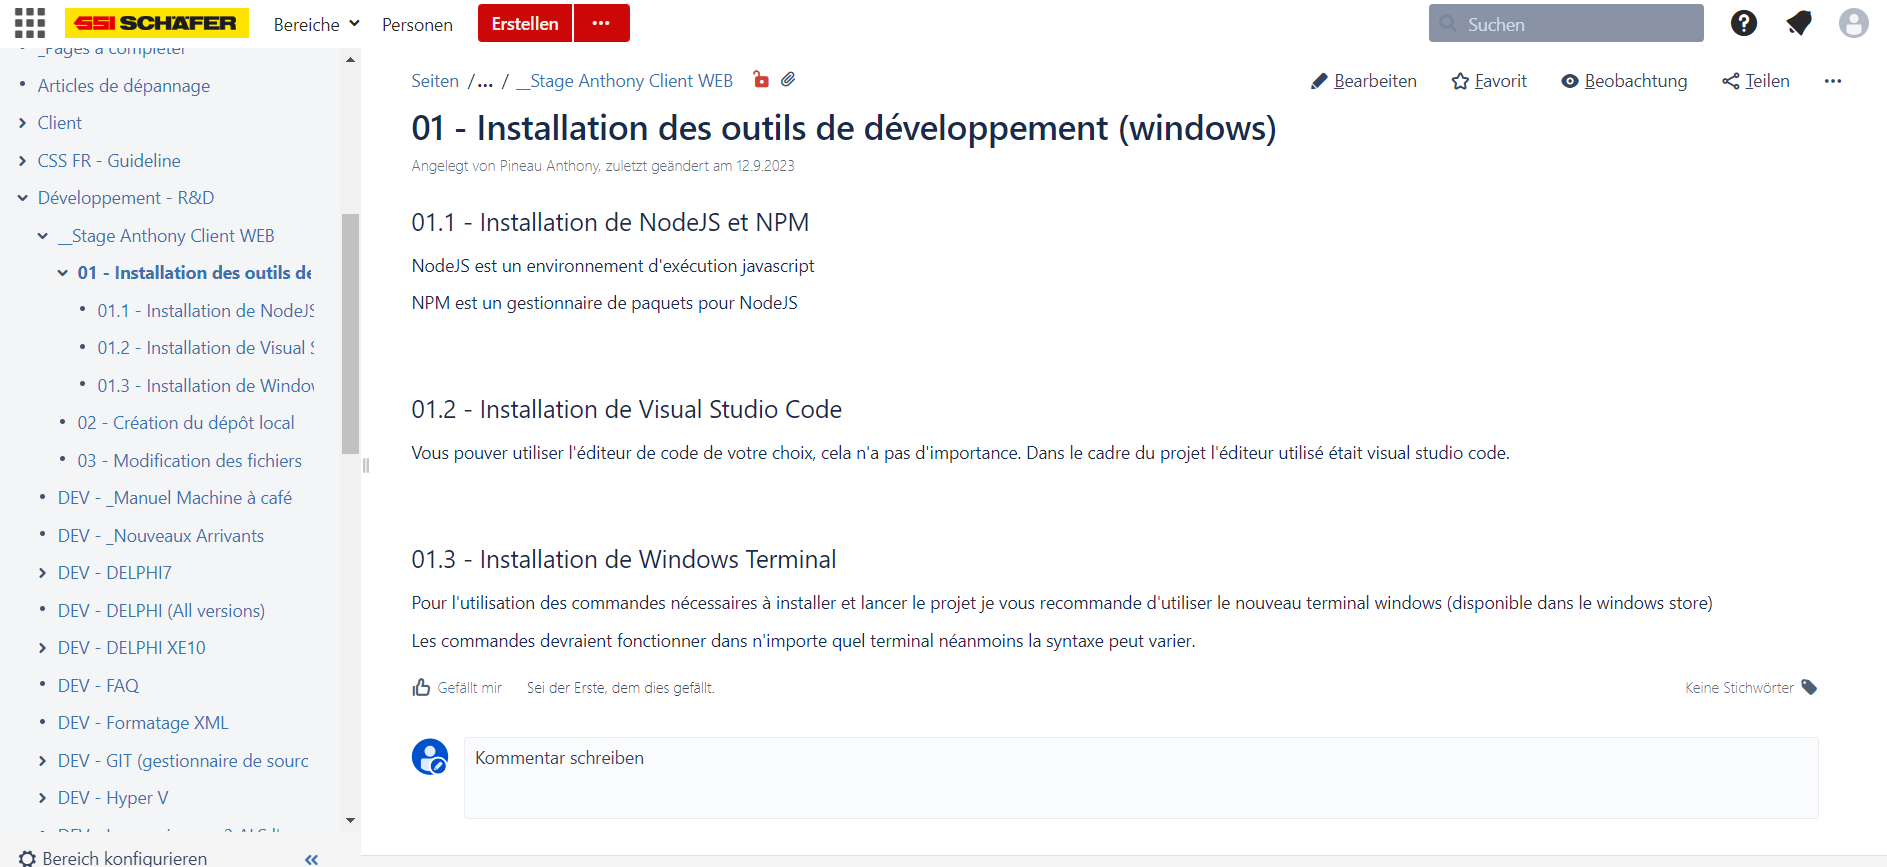 SSI SCHÄFER
Bereiche
Personen
Erstellen
Suchen
_Pages à compléter
Articles de dépannage
Client
CSS FR - Guideline
Développement - R&D
__Stage Anthony Client WEB
01 - Installation des outils de
01.1 - Installation de NodeJS
01.2 - Installation de Visual S
01.3 - Installation de Window
02 - Création du dépôt local
03 - Modification des fichiers
DEV - _Manuel Machine à café
DEV - _Nouveaux Arrivants
DEV - DELPHI7
DEV - DELPHI (All versions)
DEV - DELPHI XE10
DEV - FAQ
DEV - Formatage XML
DEV - GIT (gestionnaire de sourc
DEV - Hyper V
Bereich konfigurieren
Seiten /... / __Stage Anthony Client WEB
Bearbeiten
Favorit
Beobachtung
Teilen
01 - Installation des outils de développement (windows)
Angelegt von Pineau Anthony, zuletzt geändert am 12.9.2023
01.1 - Installation de NodeJS et NPM
NodeJS est un environnement d'exécution javascript
NPM est un gestionnaire de paquets pour NodeJS
01.2 - Installation de Visual Studio Code
Vous pouver utiliser l'éditeur de code de votre choix, cela n'a pas d'importance. Dans le cadre du projet l'éditeur utilisé était visual studio code.
01.3 - Installation de Windows Terminal
Pour l'utilisation des commandes nécessaires à installer et lancer le projet je vous recommande d'utiliser le nouveau terminal windows (disponible dans le windows store)
Les commandes devraient fonctionner dans n'importe quel terminal néanmoins la syntaxe peut varier.
Gefällt mir
Sei der Erste, dem dies gefällt.
Keine Stichwörter
Kommentar schreiben